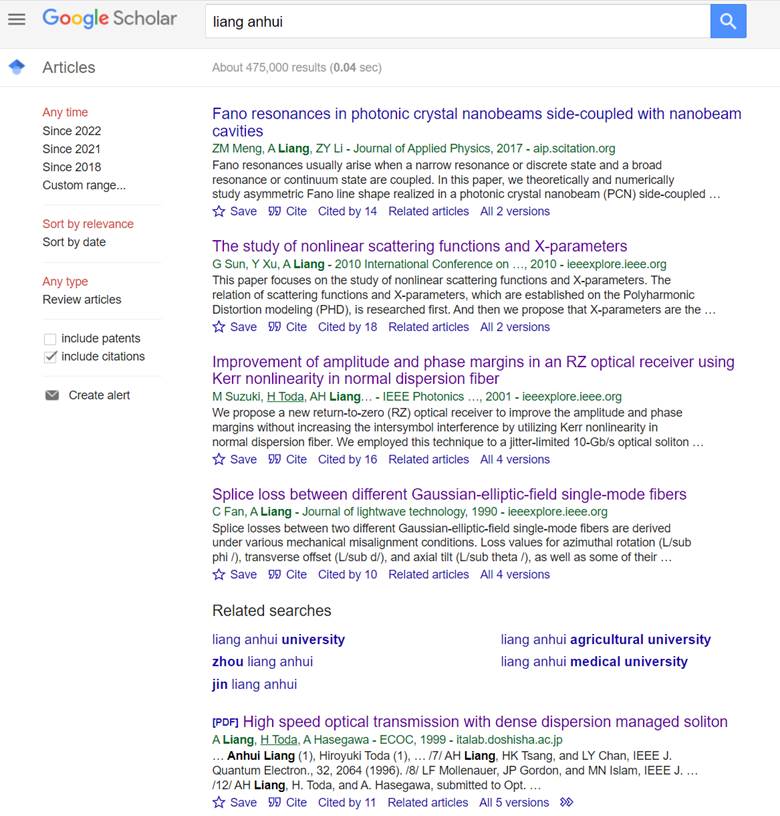 Google Scholar
liang anhui
Articles
About 475,000 results (0.04 sec)
Any time
Since 2022
Since 2021
Since 2018
Custom range...
Sort by relevance
Sort by date
Any type
Review articles
include patents
include citations
Create alert
Fano resonances in photonic crystal nanobeams side-coupled with nanobeam
cavities
ZM Meng, A Liang, ZY Li - Journal of Applied Physics, 2017 - aip.scitation.org
Fano resonances usually arise when a narrow resonance or discrete state and a broad
resonance or continuum state are coupled. In this paper, we theoretically and numerically
study asymmetric Fano line shape realized in a photonic crystal nanobeam (PCN) side-coupled …
Save Cite Cited by 14 Related articles All 2 versions
The study of nonlinear scattering functions and X-parameters
G Sun, Y Xu, A Liang - 2010 International Conference on …, 2010 - ieeexplore.ieee.org
This paper focuses on the study of nonlinear scattering functions and X-parameters. The
relation of scattering functions and X-parameters, which are established on the Polyharmonic
Distortion modeling (PHD), is researched first. And then we propose that X-parameters are the …
Save Cite Cited by 18 Related articles All 2 versions
Improvement of amplitude and phase margins in an RZ optical receiver using
Kerr nonlinearity in normal dispersion fiber
M Suzuki, H Toda, AH Liang… - IEEE Photonics …, 2001 - ieeexplore.ieee.org
We propose a new return-to-zero (RZ) optical receiver to improve the amplitude and phase
margins without increasing the intersymbol interference by utilizing Kerr nonlinearity in
normal dispersion fiber. We employed this technique to a jitter-limited 10-Gb/s optical soliton …
Save Cite Cited by 16 Related articles All 4 versions
Splice loss between different Gaussian-elliptic-field single-mode fibers
C Fan, A Liang - Journal of lightwave technology, 1990 - ieeexplore.ieee.org
Splice losses between two different Gaussian-elliptic-field single-mode fibers are derived
under various mechanical misalignment conditions. Loss values for azimuthal rotation (L/sub
phi /), transverse offset (L/sub d/), and axial tilt (L/sub theta /), as well as some of their …
Save Cite Cited by 10 Related articles All 4 versions
Related searches
liang anhui university
liang anhui agricultural university
zhou liang anhui
liang anhui medical university
jin liang anhui
[PDF] High speed optical transmission with dense dispersion managed soliton
A Liang, H Toda, A Hasegawa - ECOC, 1999 - italab.doshisha.ac.jp
… Anhui Liang (1), Hiroyuki Toda (1), … /7/ AH Liang, HK Tsang, and LY Chan, IEEE J.
Quantum Electron., 32, 2064 (1996). /8/ LF Mollenauer, JP Gordon, and MN Islam, IEEE J. …
/12/ AH Liang, H. Toda, and A. Hasegawa, submitted to Opt. …
Save Cite Cited by 11 Related articles All 5 versions